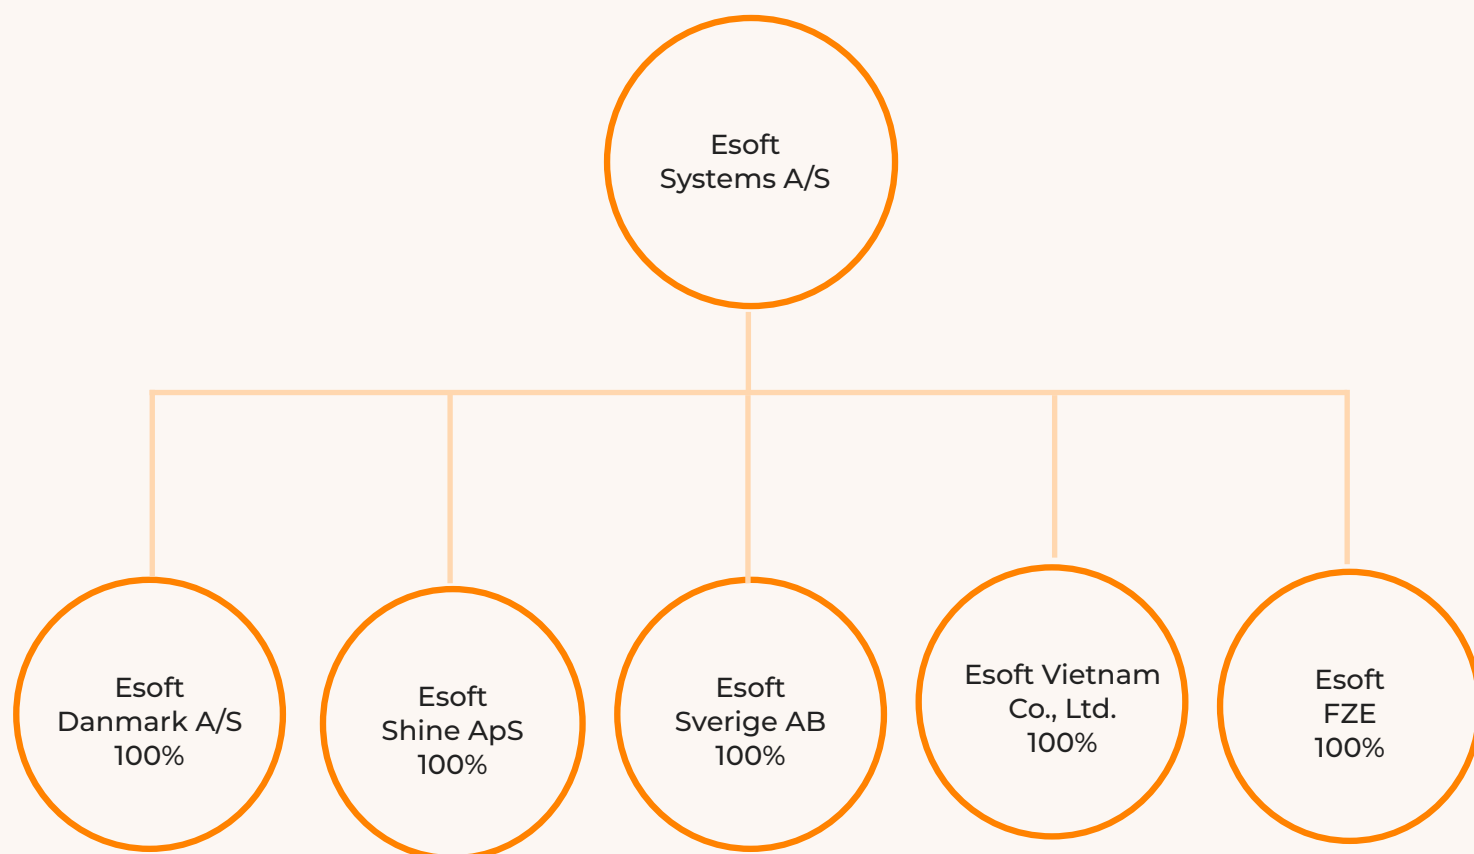 Esoft
Systems A/S
Esoft
Danmark A/S
100%
Esoft
Shine ApS
100%
Esoft
Sverige AB
100%
Esoft Vietnam
Co., Ltd.
100%
Esoft
FZE
100%